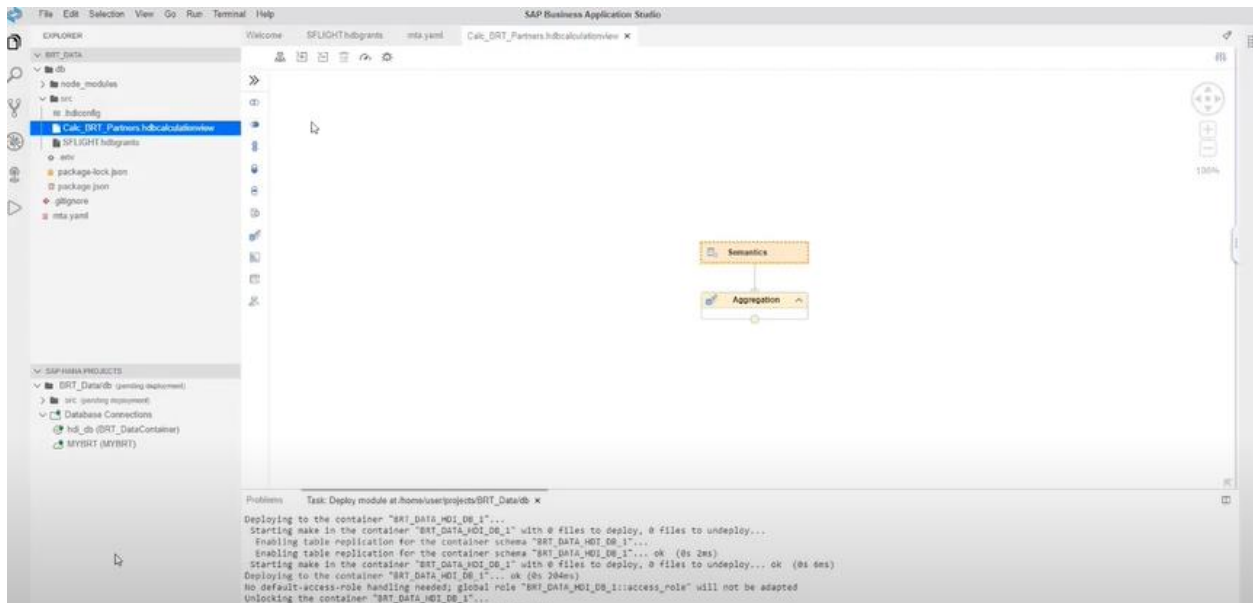 File Edit Selection View Go Run Terminal Help
SAP Business Application Studio
EXPLORER
BRT_DATA
db
node_modules
src
.hdiconfig
Calc_BRT_Partners.hdbcalculationview
SFLIGHT.hdbgrants
.env
package-lock.json
package.json
.gitignore
mta.yaml
Welcome SFLIGHT.hdbgrants mta.yaml Calc_BRT_Partners.hdbcalculationview
100%
Semantics
Aggregation
SAP HANA PROJECTS
BRT_Data/db (pending deployment)
src (pending deployment)
Database Connections
hdi_db (BRT_DataContainer)
MYBRT (MYBRT)
Problems Task: Deploy module at /home/user/projects/BRT_Data/db
Deploying to the container "BRT_DATA_HDI_DB_1"...
Starting make in the container "BRT_DATA_HDI_DB_1" with 0 files to deploy, 0 files to undeploy...
Enabling table replication for the container schema "BRT_DATA_HDI_DB_1"...
Enabling table replication for the container schema "BRT_DATA_HDI_DB_1"... ok (0s 2ms)
Starting make in the container "BRT_DATA_HDI_DB_1" with 0 files to deploy, 0 files to undeploy... ok (0s 6ms)
Deploying to the container "BRT_DATA_HDI_DB_1"... ok (0s 204ms)
No default-access-role handling needed; global role "BRT_DATA_HDI_DB_1::access_role" will not be adapted
Unlocking the container "BRT_DATA_HDI_DB_1"...